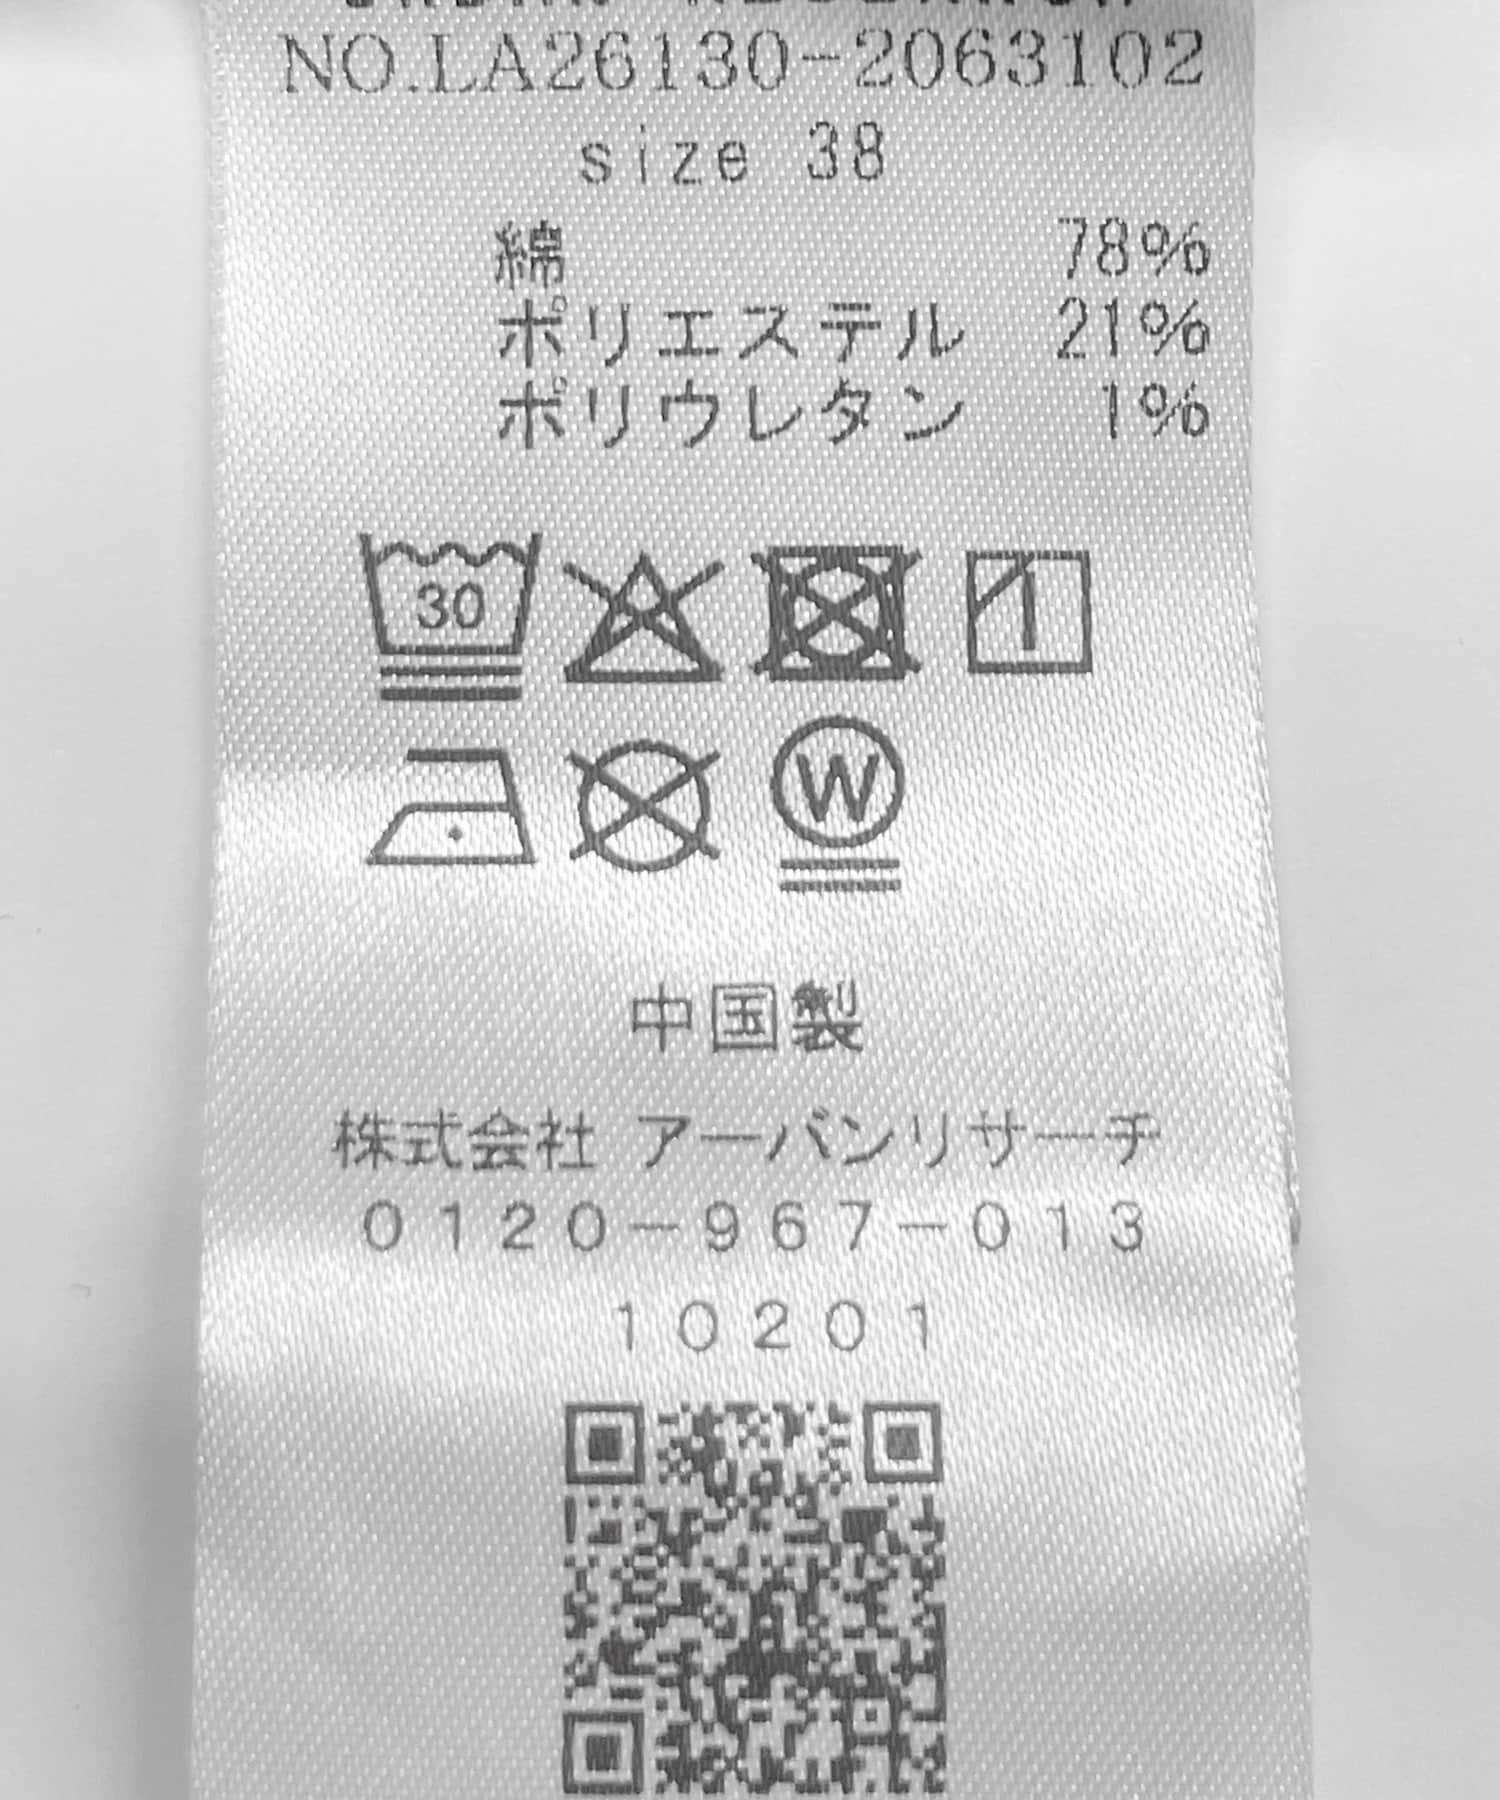 NO.LA26130-2063102
size 38
綿 78%
ポリエステル 21%
ポリウレタン 1%
30
W
中国製
株式会社 アーバンリサーチ
0120-967-013
10201